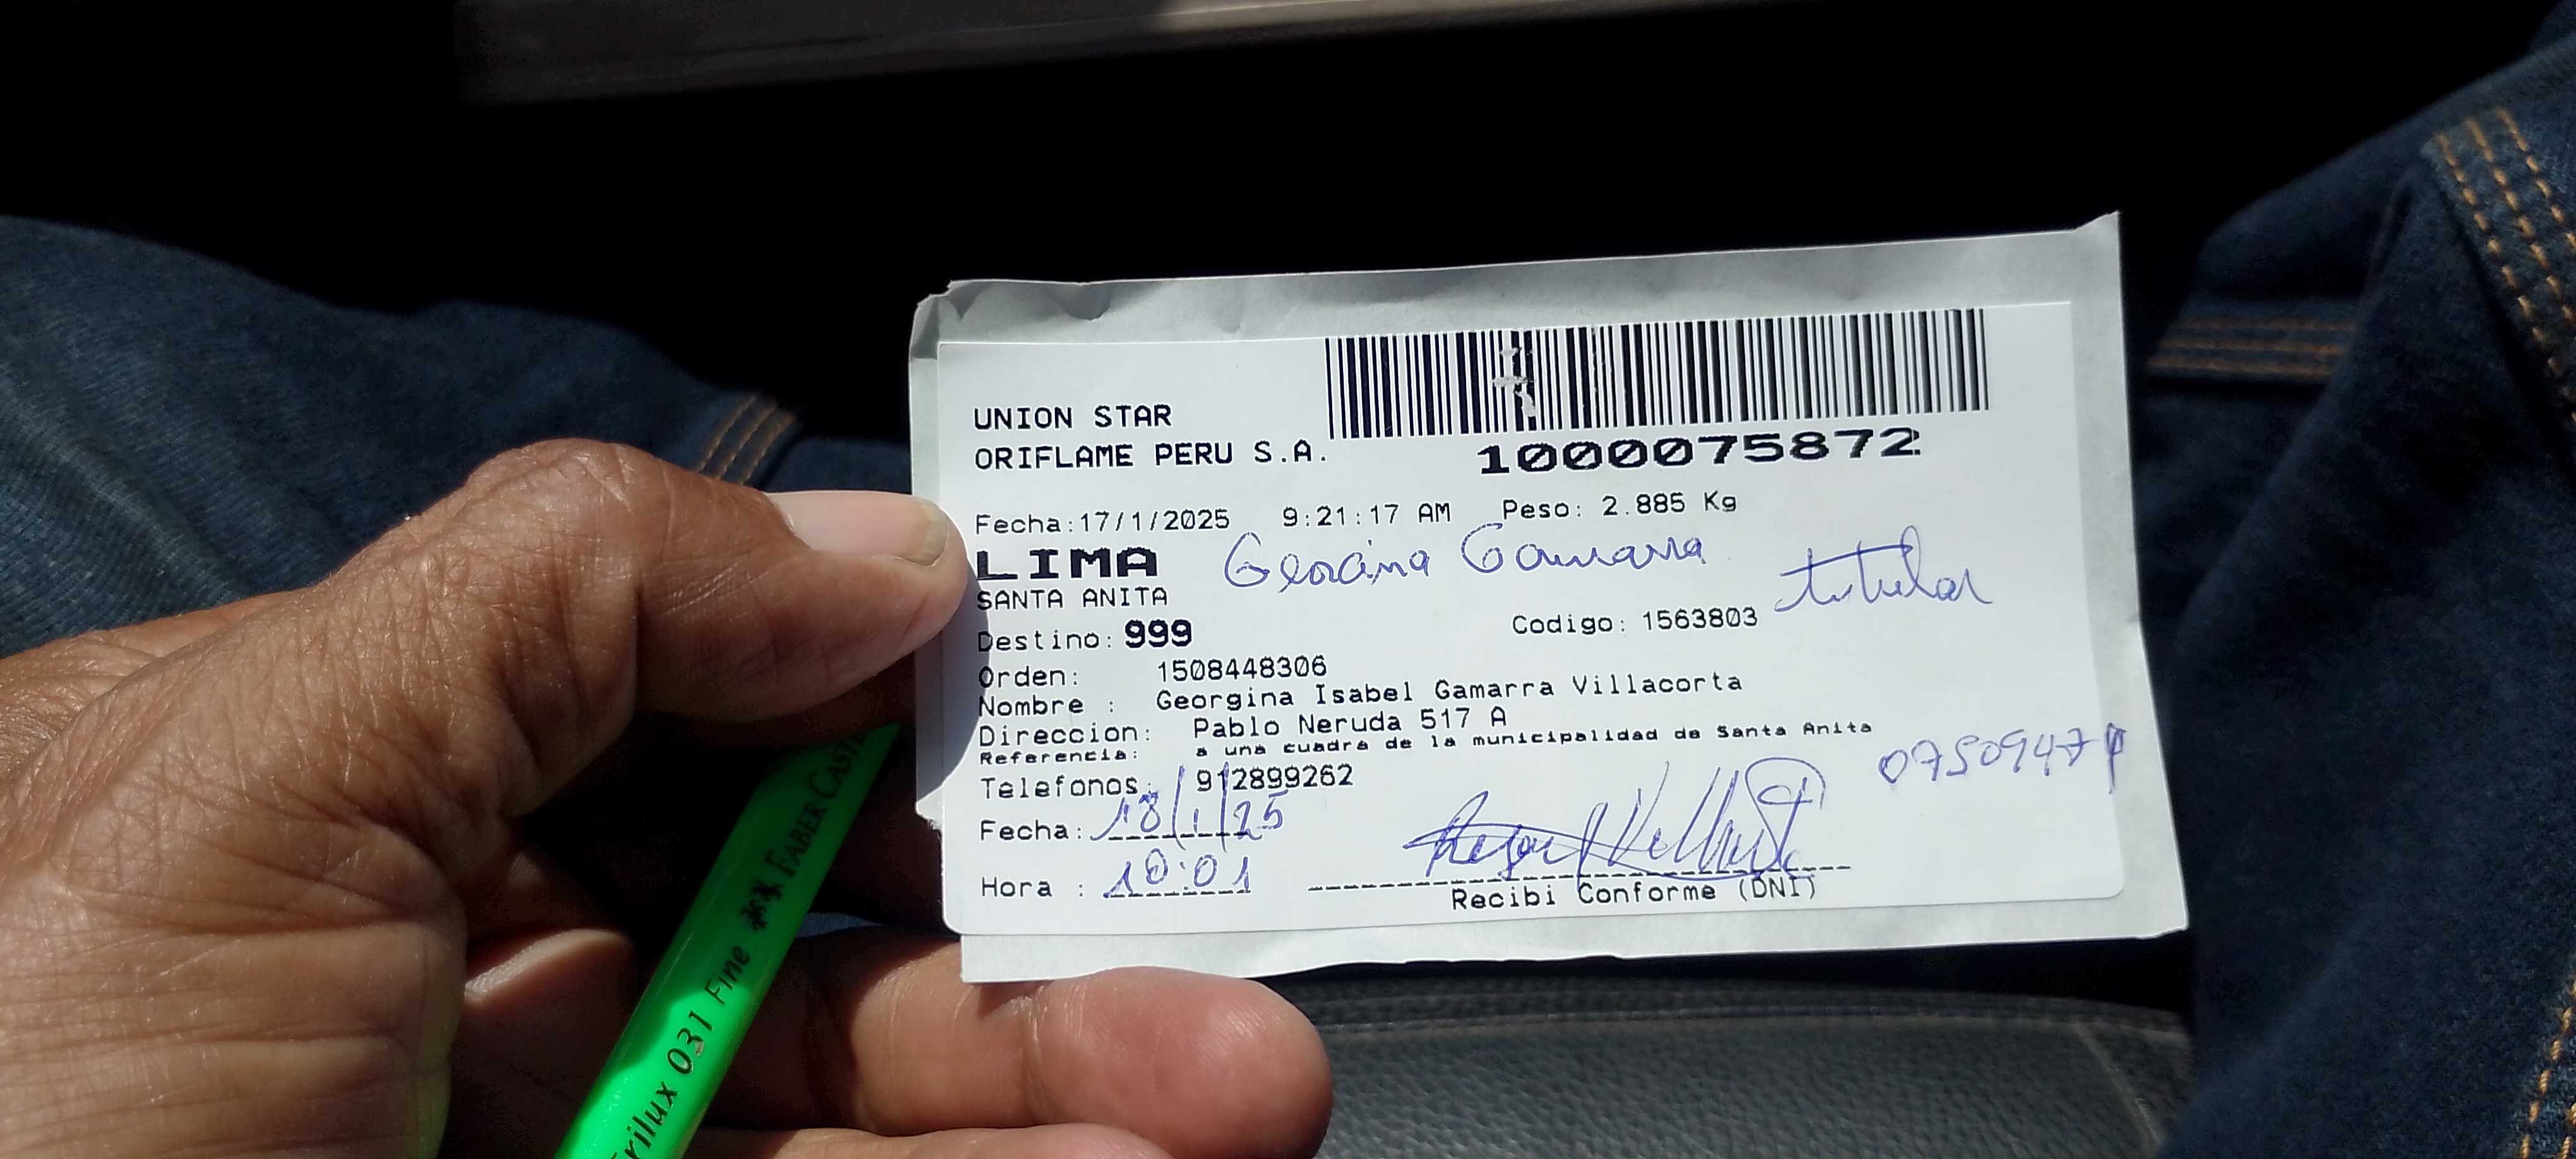 UNION STAR
ORIFLAME PERU S.A.
1000075872
Fecha:17/1/2025 9:21:17 AM Peso: 2.885 Kg
LIMA Georgina Gamarra titular
SANTA ANITA
Destino: 999 Codigo: 1563803
Orden: 1508448306
Nombre : Georgina Isabel Gamarra Villacorta
Direccion: Pablo Neruda 517 A
Referencia: a una cuadra de la municipalidad de Santa Anita
Telefonos: 912899262
Fecha: 18/1/25
Hora : 10:01
Recibi Conforme (DNI)
Trilux 031 Fine FABER CASTE